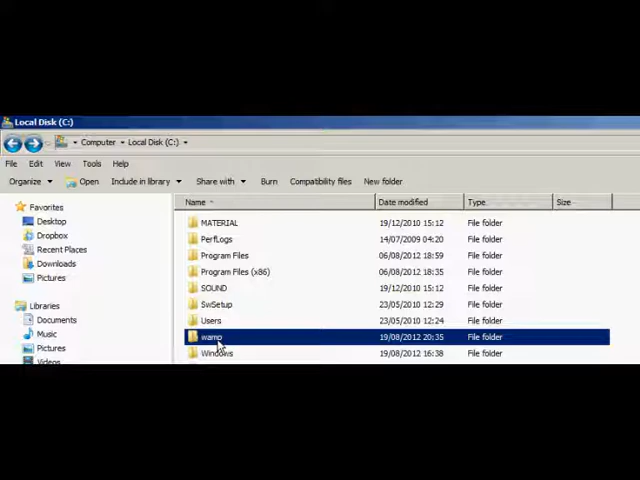 Local Disk (C:)
Computer Local Disk (C:)
File Edit View Tools Help
Organize Open Include in library Share with Burn Compatibility files New folder
Name Date modified Type Size
Favorites
Desktop
Dropbox
Recent Places
Downloads
Pictures
Libraries
Documents
Music
Pictures
Videos
MATERIAL 19/12/2010 15:12 File folder
PerfLogs 14/07/2009 04:20 File folder
Program Files 06/08/2012 18:59 File folder
Program Files (x86) 06/08/2012 18:35 File folder
SOUND 19/12/2010 15:12 File folder
SwSetup 23/05/2010 12:29 File folder
Users 23/05/2010 12:24 File folder
wamp 19/08/2012 20:35 File folder
Windows 19/08/2012 16:38 File folder